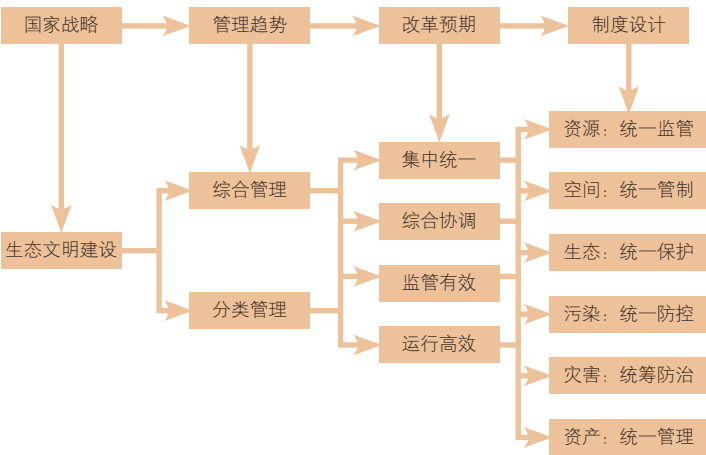 国家战略
管理趋势
改革预期
制度设计
资源：统一监管
集中统一
综合管理
空间：统一管制
综合协调
生态文明建设
生态：统一保护
监管有效
分类管理
污染：统一防控
运行高效
灾害：统筹防治
资产：统一管理